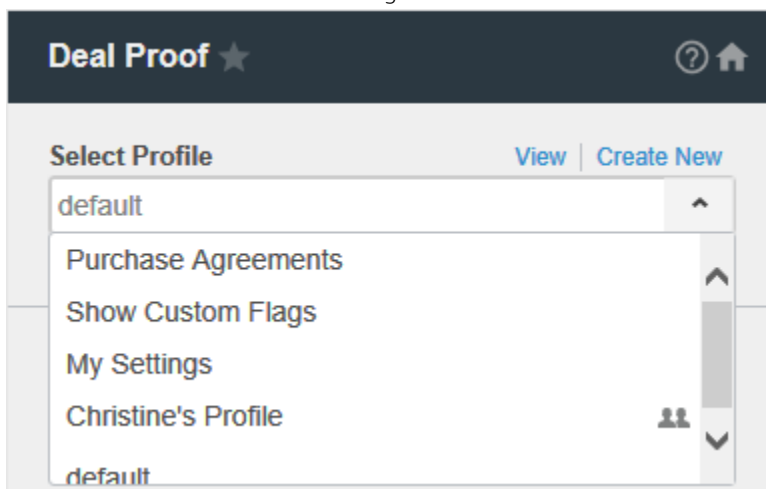 Deal Proof
Select Profile View | Create New
default
Purchase Agreements
Show Custom Flags
My Settings
Christine's Profile
default